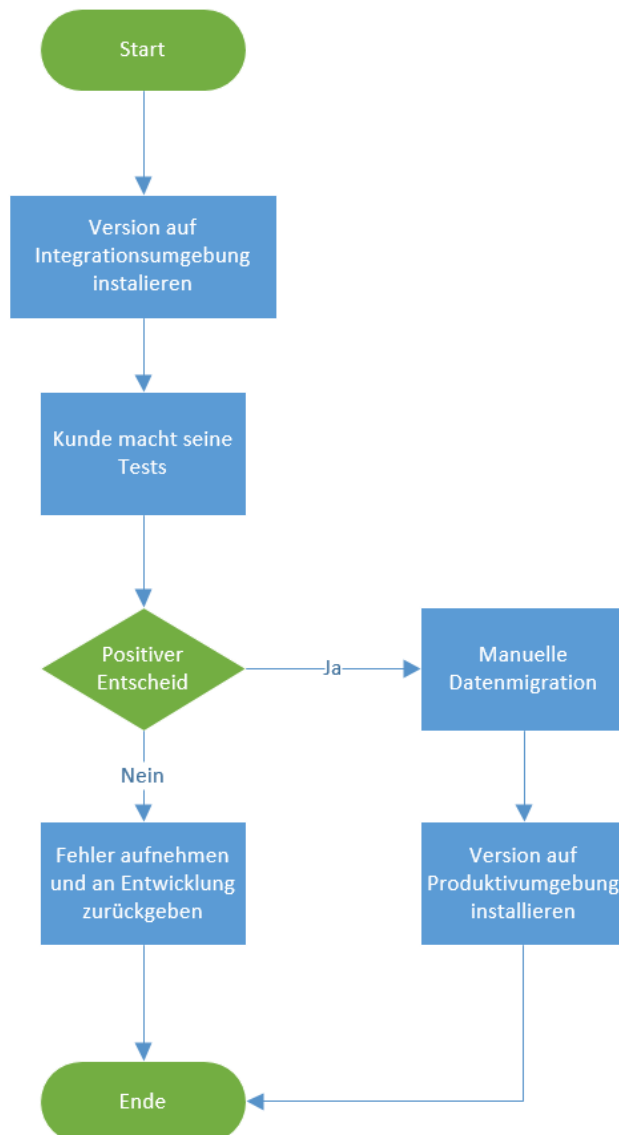 Start
Version auf
Integrationsumgebung
instalieren
Kunde macht seine
Tests
Positiver
Entscheid
Ja
Manuelle
Datenmigration
Nein
Fehler aufnehmen
und an Entwicklung
zurückgeben
Version auf
Produktivumgebung
installieren
Ende